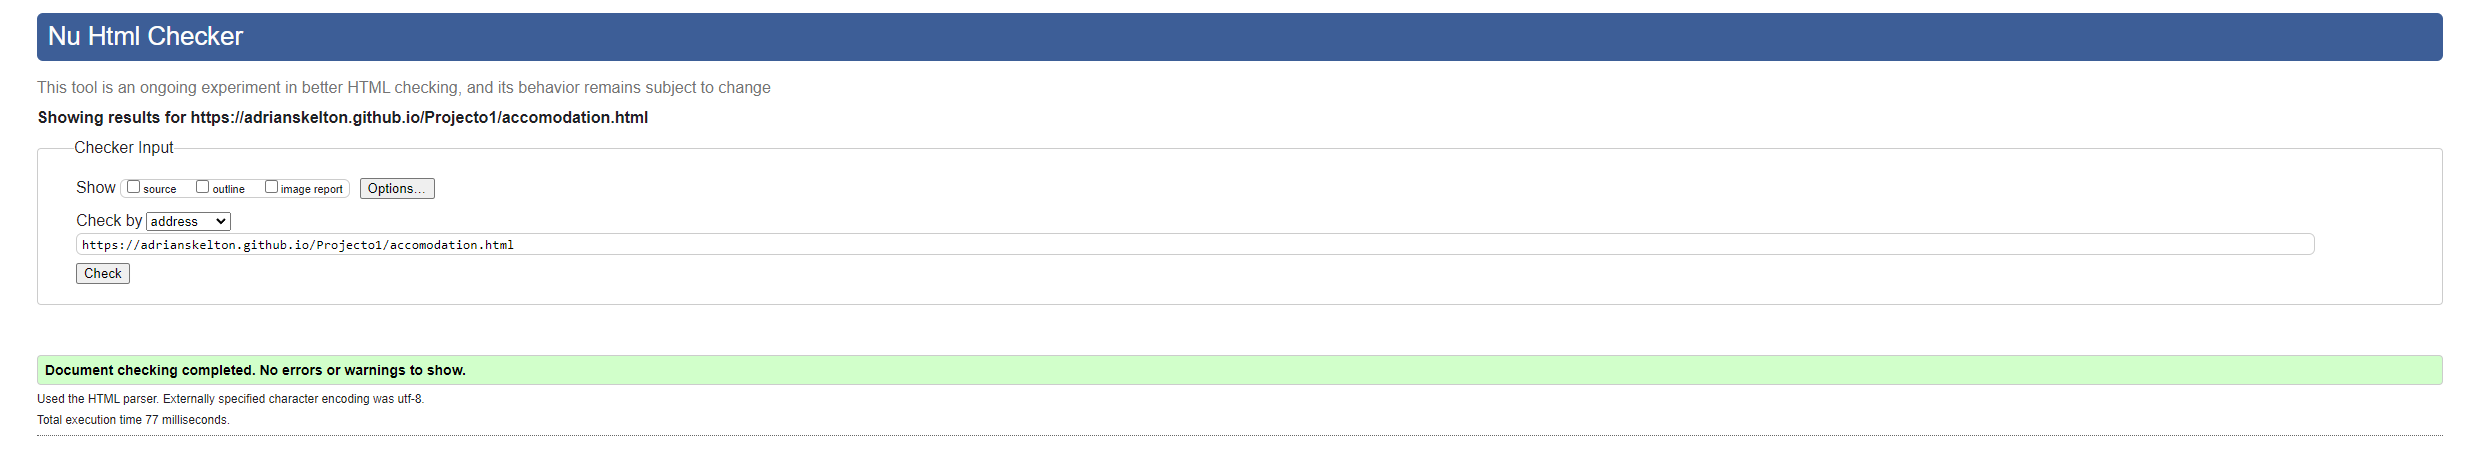 Nu Html Checker
This tool is an ongoing experiment in better HTML checking, and its behavior remains subject to change
Showing results for https://adrianskelton.github.io/Projecto1/accomodation.html
Checker Input
Show source outline image report Options...
Check by address
https://adrianskelton.github.io/Projecto1/accomodation.html
Check
Document checking completed. No errors or warnings to show.
Used the HTML parser. Externally specified character encoding was utf-8.
Total execution time 77 milliseconds.